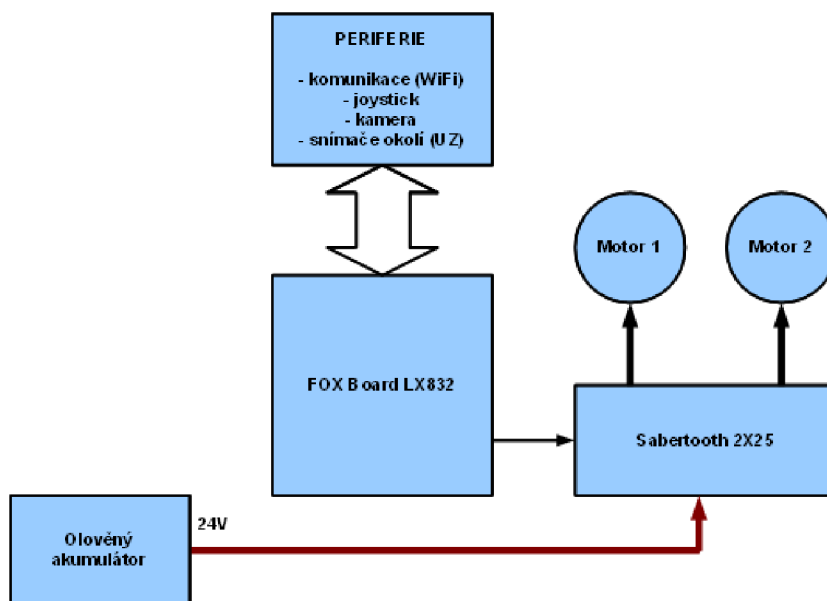 PERIFERIE
- komunikace (WiFi)
- joystick
- kamera
- snímače okolí (UZ)
Motor 1
Motor 2
FOX Board LX832
Sabertooth 2X25
24V
Olověný
akumulátor